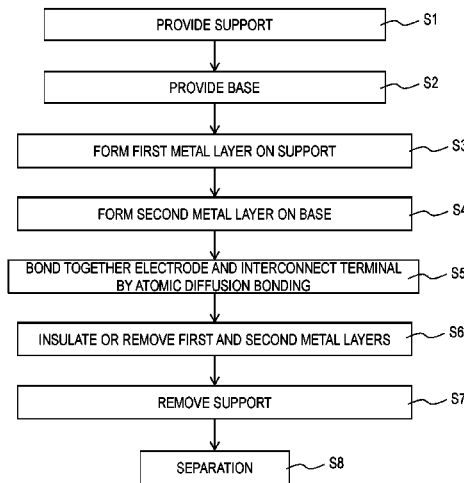 PROVIDE SUPPORT S1
PROVIDE BASE S2
FORM FIRST METAL LAYER ON SUPPORT S3
FORM SECOND METAL LAYER ON BASE S4
BOND TOGETHER ELECTRODE AND INTERCONNECT TERMINAL
BY ATOMIC DIFFUSION BONDING S5
INSULATE OR REMOVE FIRST AND SECOND METAL LAYERS S6
REMOVE SUPPORT S7
SEPARATION S8